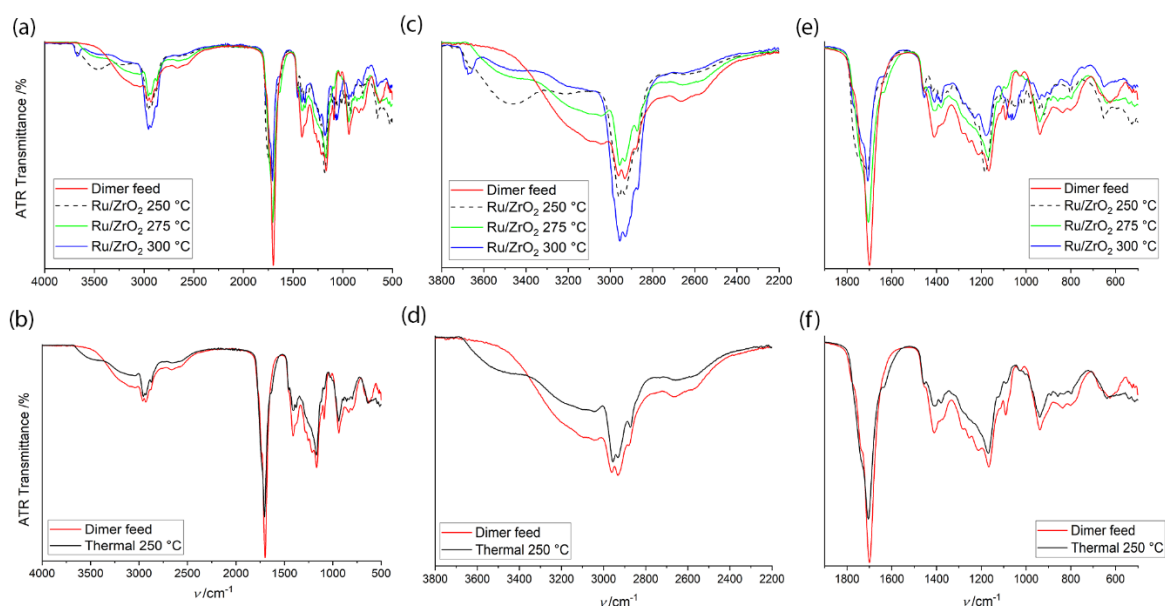 (a)
ATR Transmittance /%
Dimer feed
Ru/ZrO₂ 250 °C
Ru/ZrO₂ 275 °C
Ru/ZrO₂ 300 °C
4000 3500 3000 2500 2000 1500 1000 500
(c)
Dimer feed
Ru/ZrO₂ 250 °C
Ru/ZrO₂ 275 °C
Ru/ZrO₂ 300 °C
3800 3600 3400 3200 3000 2800 2600 2400 2200
(e)
Dimer feed
Ru/ZrO₂ 250 °C
Ru/ZrO₂ 275 °C
Ru/ZrO₂ 300 °C
1800 1600 1400 1200 1000 800 600
(b)
ATR Transmittance /%
Dimer feed
Thermal 250 °C
4000 3500 3000 2500 2000 1500 1000 500
ν /cm⁻¹
(d)
Dimer feed
Thermal 250 °C
3800 3600 3400 3200 3000 2800 2600 2400 2200
ν /cm⁻¹
(f)
Dimer feed
Thermal 250 °C
1800 1600 1400 1200 1000 800 600
ν /cm⁻¹